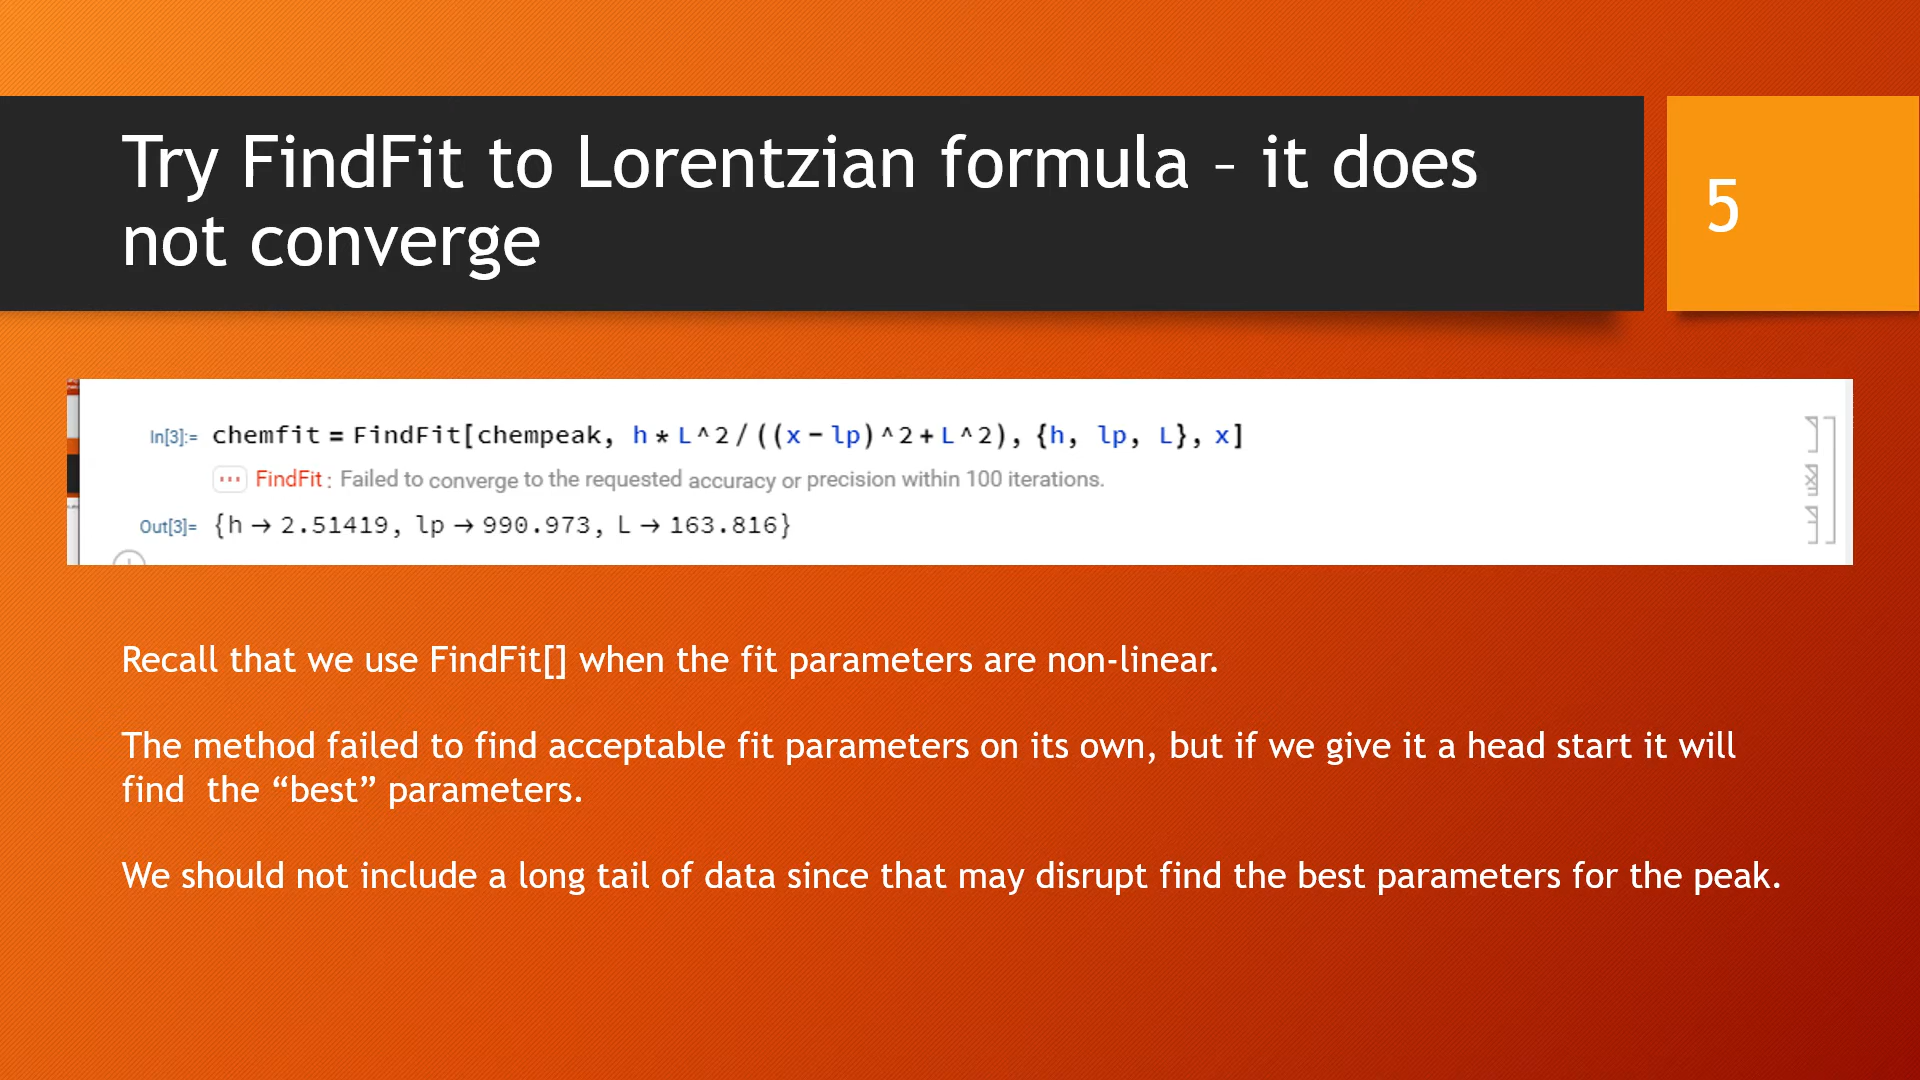 Try FindFit to Lorentzian formula – it does
not converge
5
In[3]:= chemfit = FindFit[chempeak, h * L^2 / ((x - lp)^2 + L^2), {h, lp, L}, x]
··· FindFit : Failed to converge to the requested accuracy or precision within 100 iterations.
Out[3]= {h → 2.51419, lp → 990.973, L → 163.816}
Recall that we use FindFit[] when the fit parameters are non-linear.
The method failed to find acceptable fit parameters on its own, but if we give it a head start it will
find  the “best” parameters.
We should not include a long tail of data since that may disrupt find the best parameters for the peak.